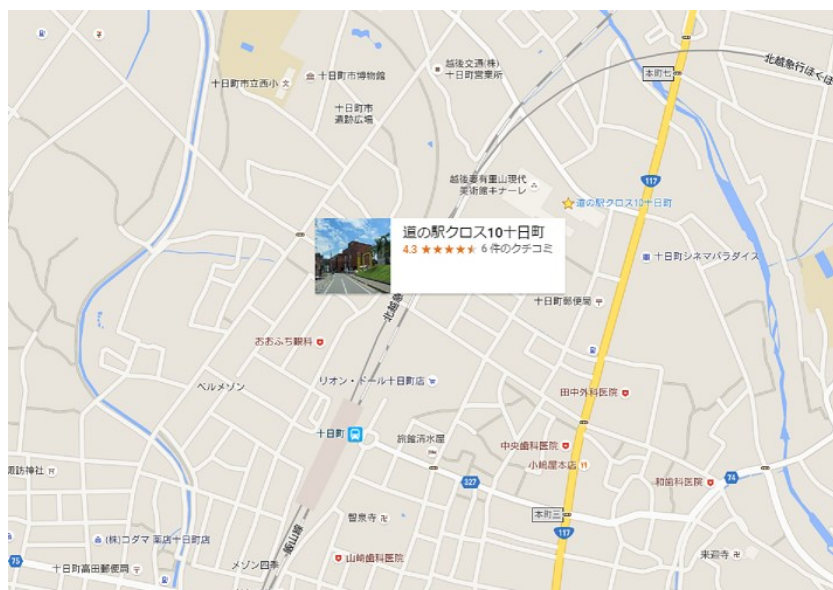 本町七
北越急行ほくほ
越後交通(株)
十日町営業所
十日町市立西小
十日町市博物館
十日町市
遺跡広場
117
越後妻有里山現代
美術館キナーレ
道の駅クロス10十日町
道の駅クロス10十日町
4.3 ★★★★★ 6 件のクチコミ
十日町シネマパラダイス
北越急
十日町郵便局
おおふち眼科
ベルメゾン
リオン・ドール十日町店
田中外科医院
十日町
旅館清水屋
中央歯科医院
小嶋屋本店
諏訪神社
327
和歯科医院
74
本町三
智泉寺
117
飯山線
(株)コダマ 薬店十日町店
山崎歯科医院
来迎寺
75
十日町高田郵便局
メゾン四季